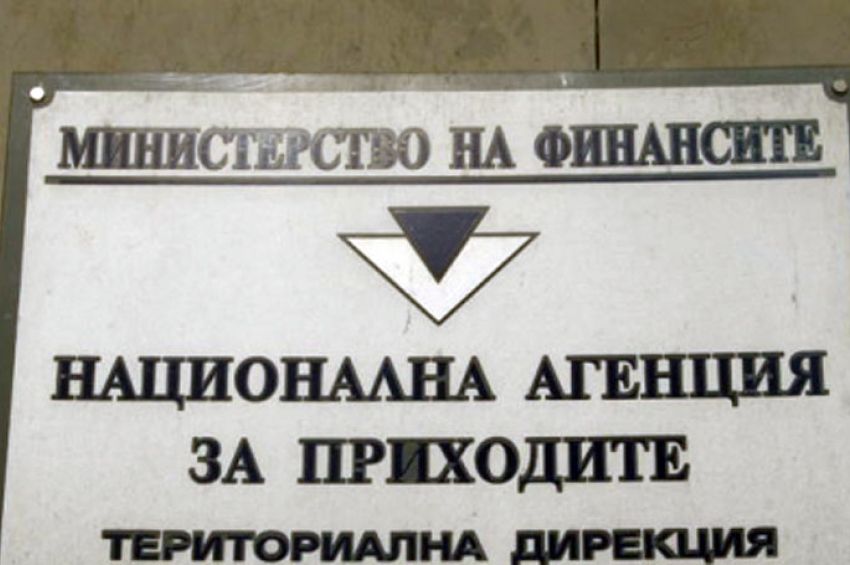 МИНИСТЕРСТВО НА ФИНАНСИТЕ
НАЦИОНАЛНА АГЕНЦИЯ
ЗА ПРИХОДИТЕ
ТЕРИТОРИАЛНА ДИРЕКЦИЯ